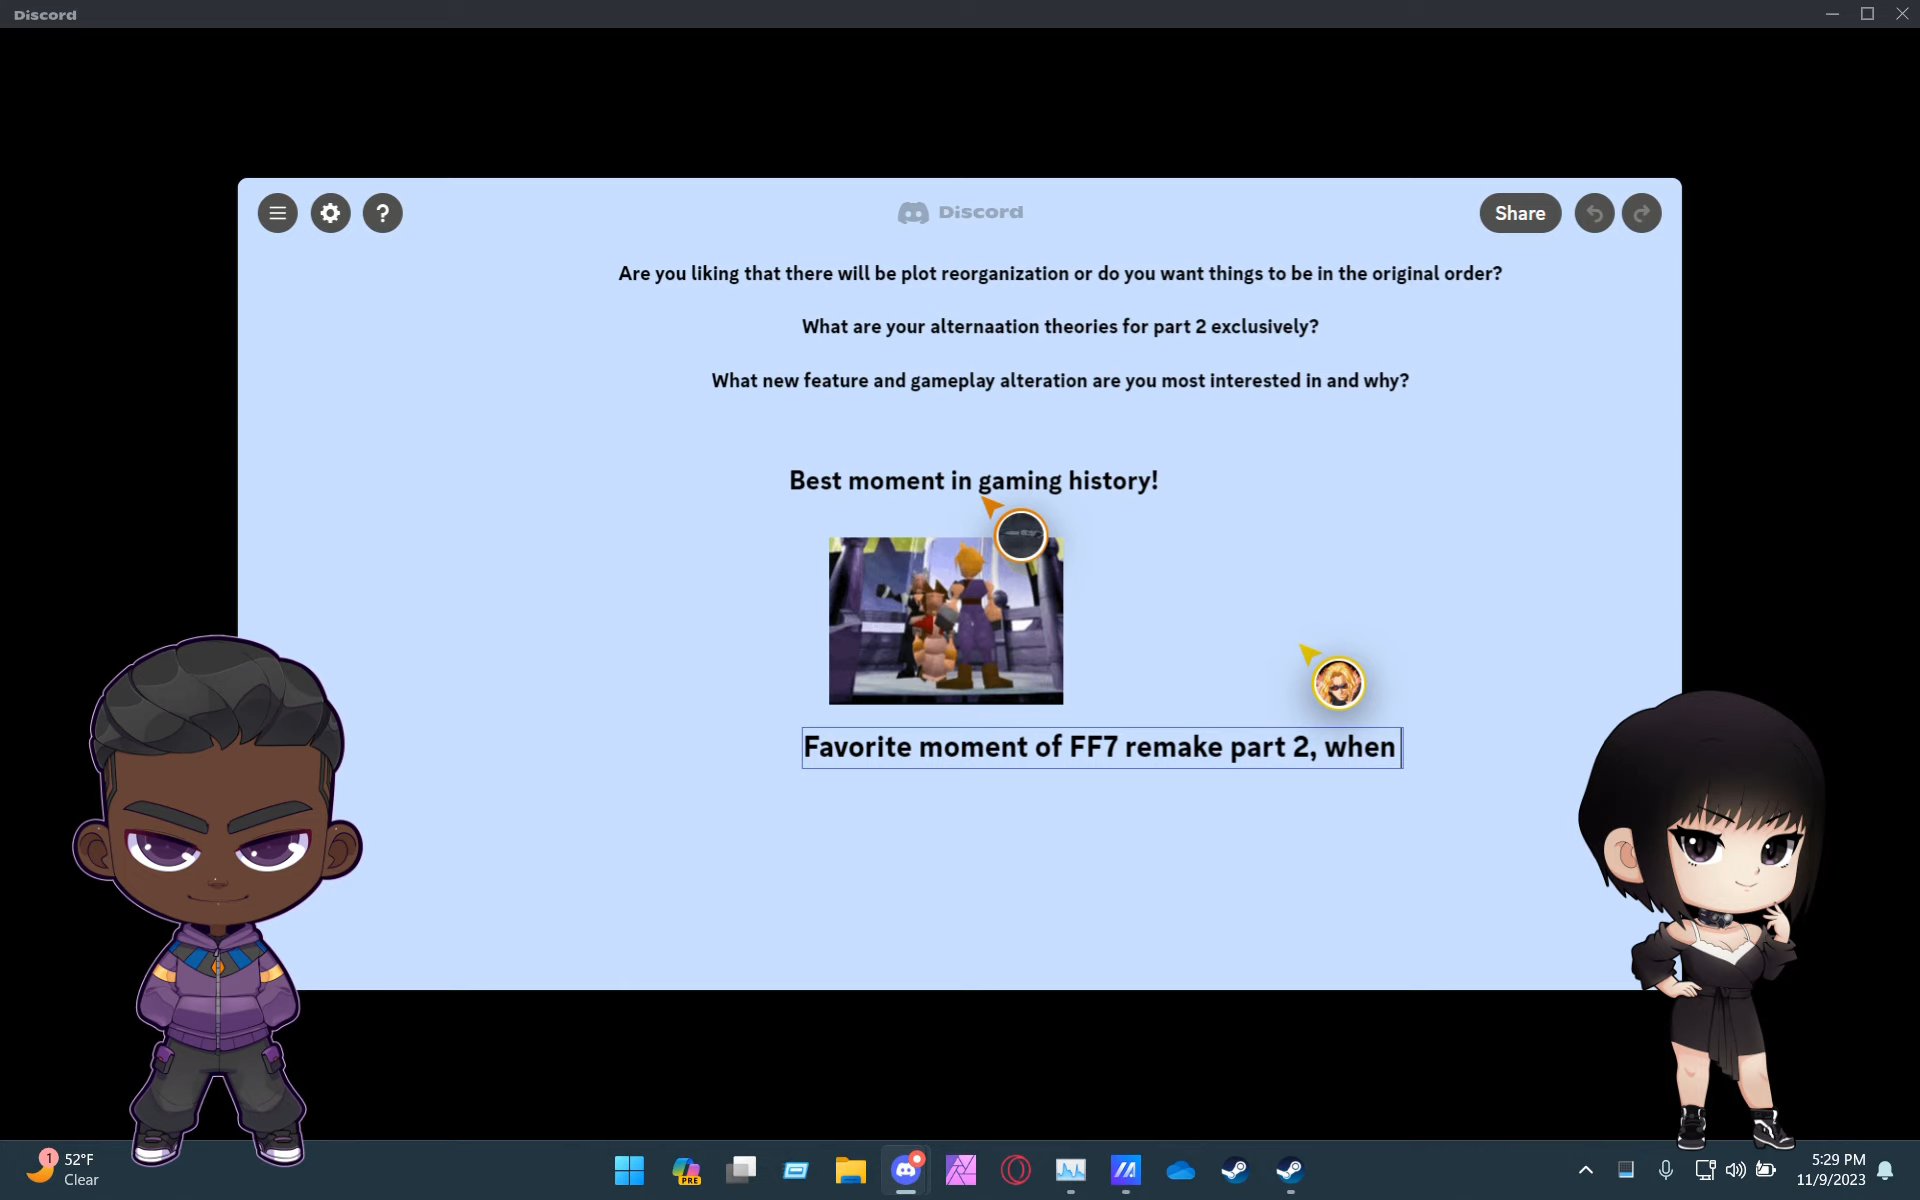 Discord
Discord
Share
Are you liking that there will be plot reorganization or do you want things to be in the original order?
What are your alternaation theories for part 2 exclusively?
What new feature and gameplay alteration are you most interested in and why?
Best moment in gaming history!
Favorite moment of FF7 remake part 2, when
1
52°F
Clear
PRE
5:29 PM
11/9/2023